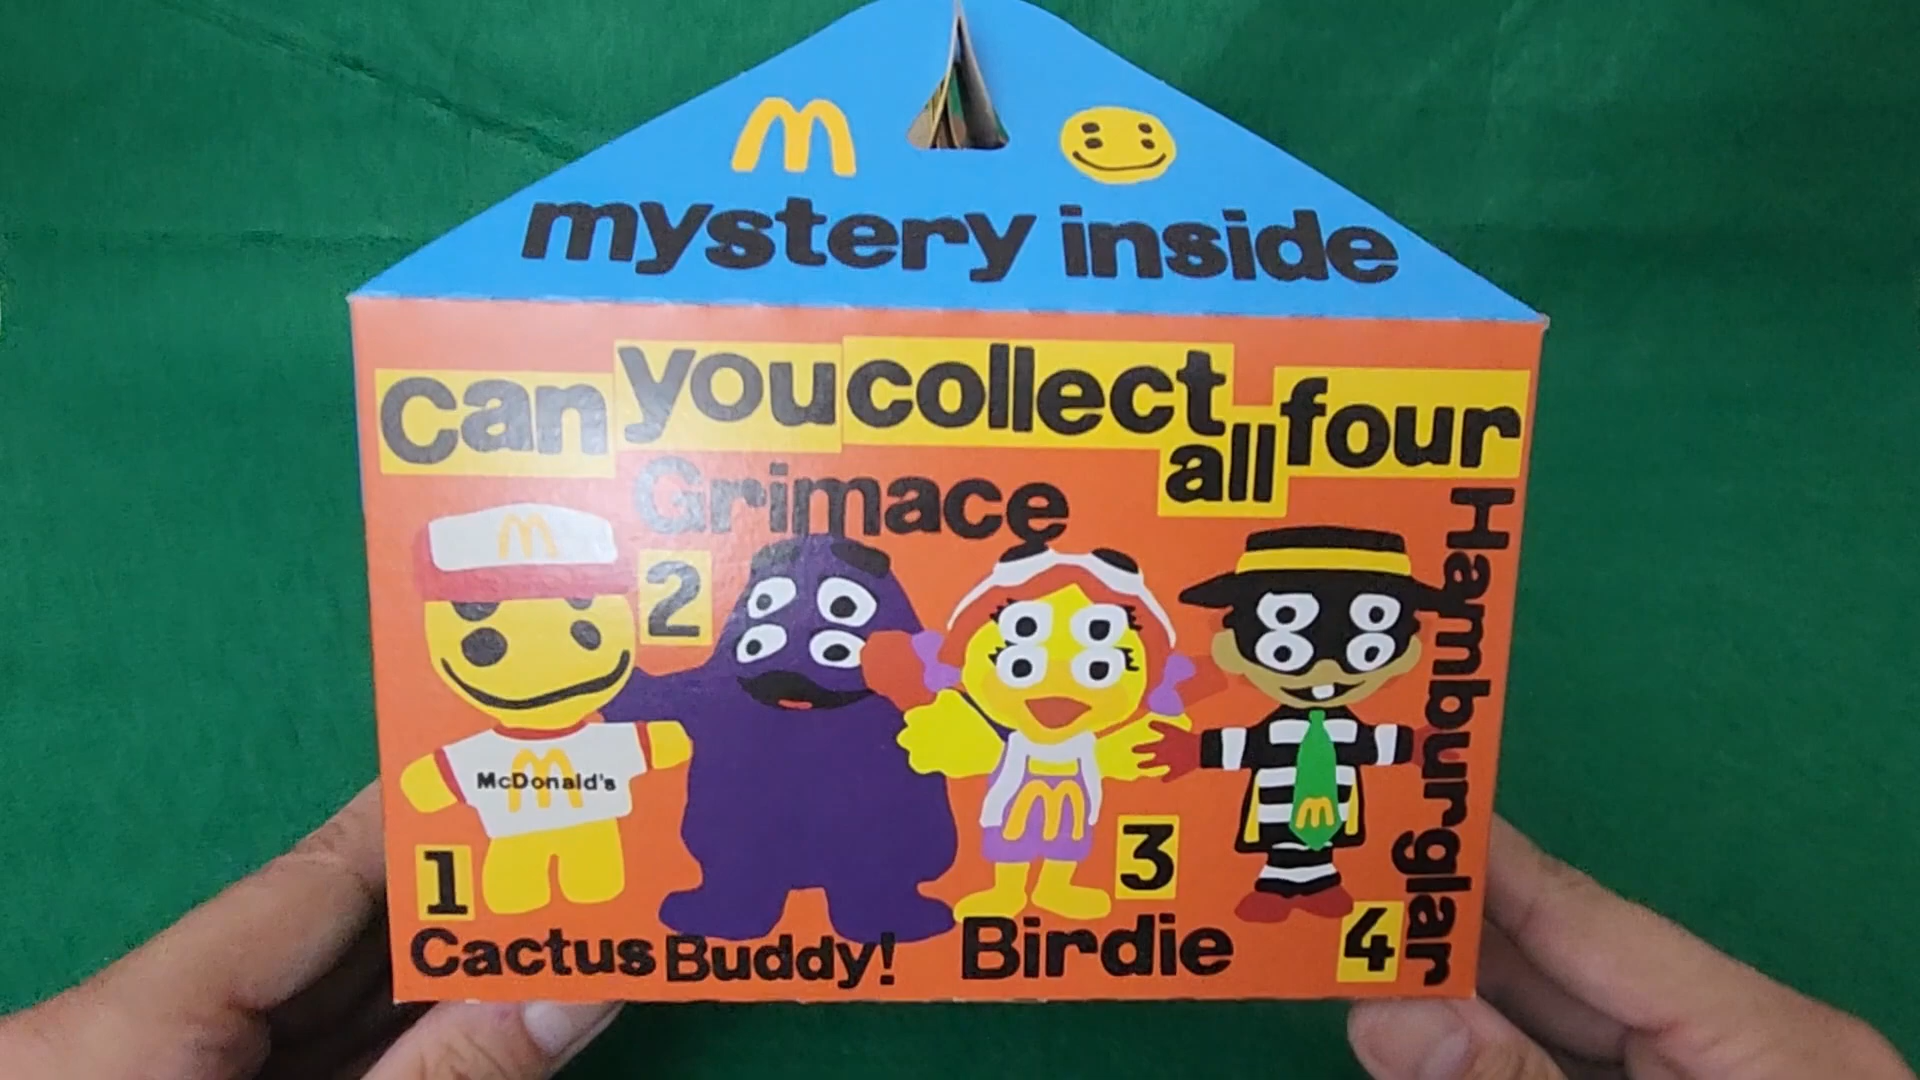 mystery inside
can you collect all four
Grimace
2
Hamburglar
McDonald's
1
3
4
Cactus Buddy!
Birdie